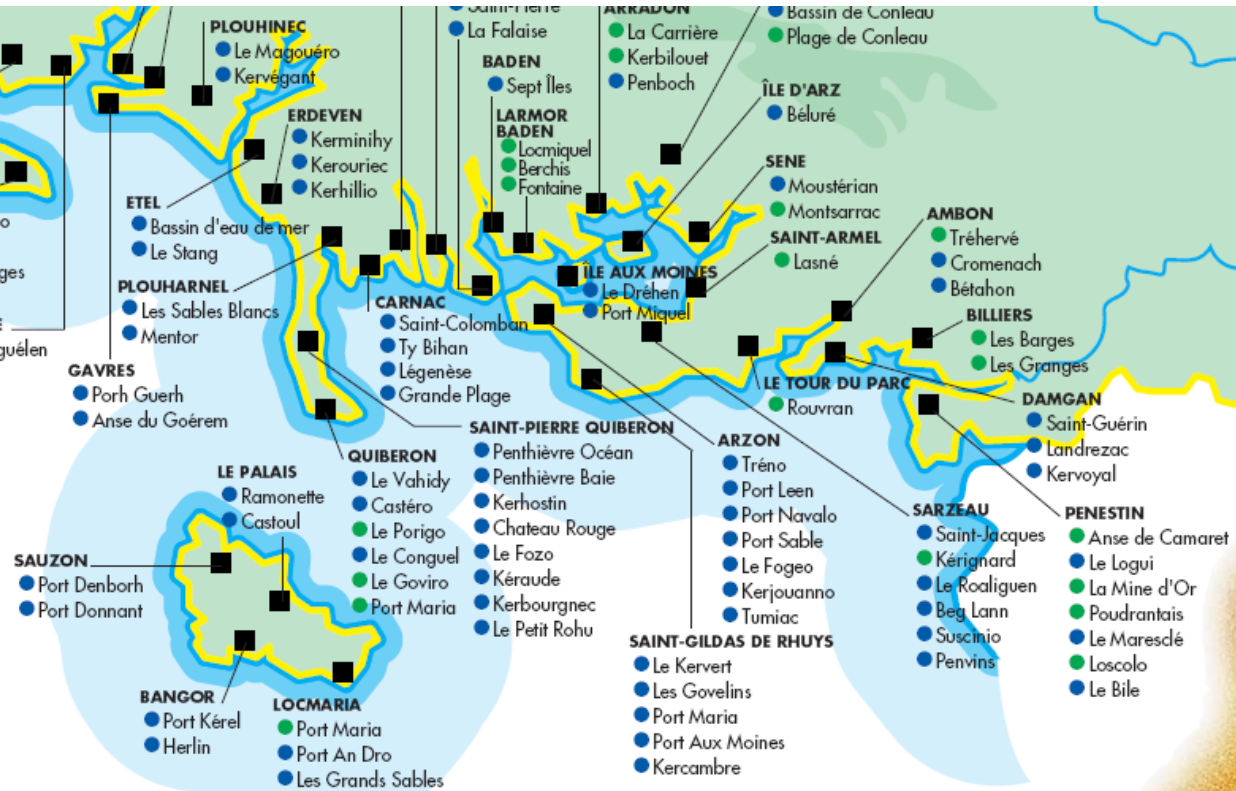 PLOUHINEC
Le Magouéro
Kervégant
Saint-Pierre
La Falaise
ARRADON
La Carrière
Kerbilouet
Penboch
Bassin de Conleau
Plage de Conleau
BADEN
Sept Îles
ÎLE D'ARZ
Béluré
ERDEVEN
Kerminihy
Kerouriec
Kerhillio
LARMOR
BADEN
Locmiquel
Berchis
Fontaine
SENE
Moustérian
Montsarrac
ETEL
Bassin d'eau de mer
Le Stang
AMBON
Tréhervé
Cromenach
Bétahon
SAINT-ARMEL
Lasné
ÎLE AUX MOINES
Le Dréhen
Port Miquel
PLOUHARNEL
Les Sables Blancs
Mentor
CARNAC
Saint-Colomban
Ty Bihan
Légenèse
Grande Plage
BILLIERS
Les Barges
Les Granges
GAVRES
Porh Guerh
Anse du Goérem
LE TOUR DU PARC
Rouvran
DAMGAN
Saint-Guérin
Landrezac
Kervoyal
SAINT-PIERRE QUIBERON
Penthièvre Océan
Penthièvre Baie
Kerhostin
Chateau Rouge
Le Fozo
Kéraude
Kerbourgnec
Le Petit Rohu
ARZON
Tréno
Port Leen
Port Navalo
Port Sable
Le Fogeo
Kerjouanno
Tumiac
QUIBERON
Le Vahidy
Castéro
Le Porigo
Le Conguel
Le Goviro
Port Maria
LE PALAIS
Ramonette
Castoul
SARZEAU
Saint-Jacques
Kérignard
Le Roaliguen
Beg Lann
Suscinio
Penvins
PENESTIN
Anse de Camaret
Le Logui
La Mine d'Or
Poudrantais
Le Maresclé
Loscolo
Le Bile
SAUZON
Port Denborh
Port Donnant
SAINT-GILDAS DE RHUYS
Le Kervert
Les Govelins
Port Maria
Port Aux Moines
Kercambre
BANGOR
Port Kérel
Herlin
LOCMARIA
Port Maria
Port An Dro
Les Grands Sables